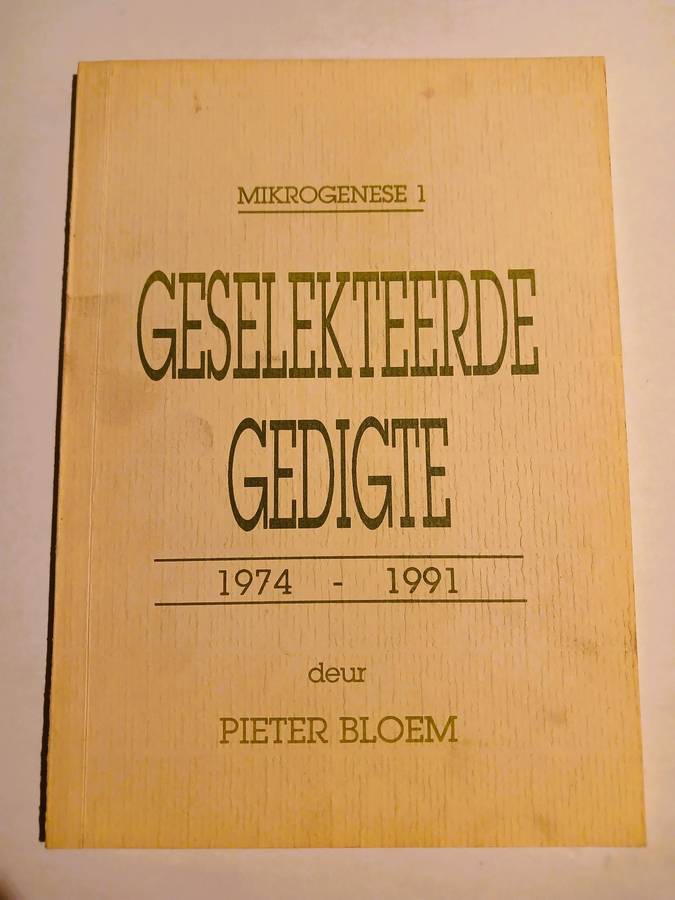 MIKROGENESE 1
GESELEKTEERDE
GEDIGTE
1974 - 1991
deur
PIETER BLOEM